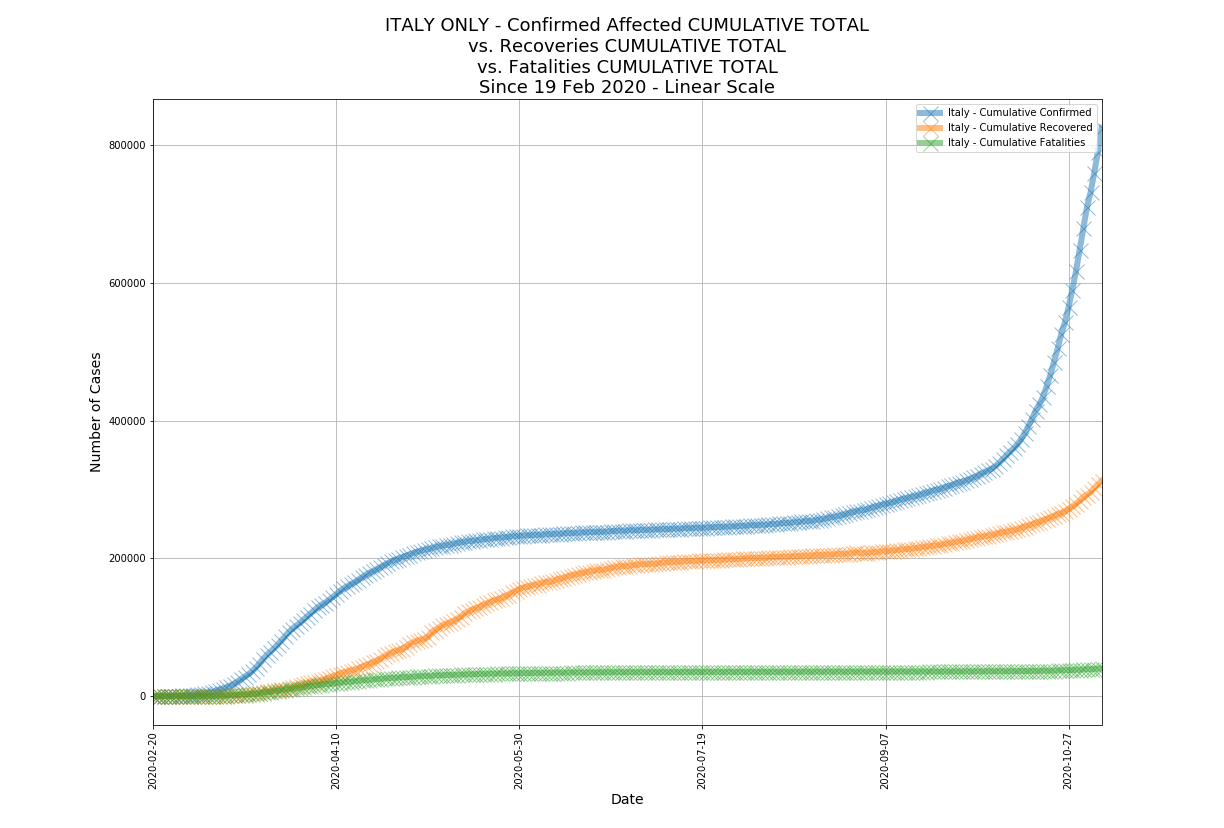 ITALY ONLY - Confirmed Affected CUMULATIVE TOTAL
vs. Recoveries CUMULATIVE TOTAL
vs. Fatalities CUMULATIVE TOTAL
Since 19 Feb 2020 - Linear Scale
Italy - Cumulative Confirmed
Italy - Cumulative Recovered
Italy - Cumulative Fatalities
Number of Cases
800000
600000
400000
200000
0
2020-02-20
2020-04-10
2020-05-30
2020-07-19
2020-09-07
2020-10-27
Date